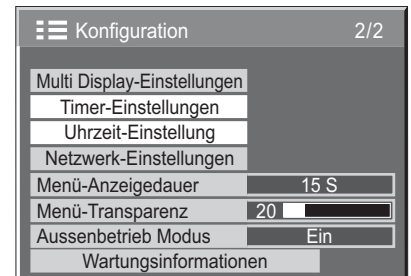 Konfiguration 2/2
Multi Display-Einstellungen
Timer-Einstellungen
Uhrzeit-Einstellung
Netzwerk-Einstellungen
Menü-Anzeigedauer 15 S
Menü-Transparenz 20
Aussenbetrieb Modus Ein
Wartungsinformationen